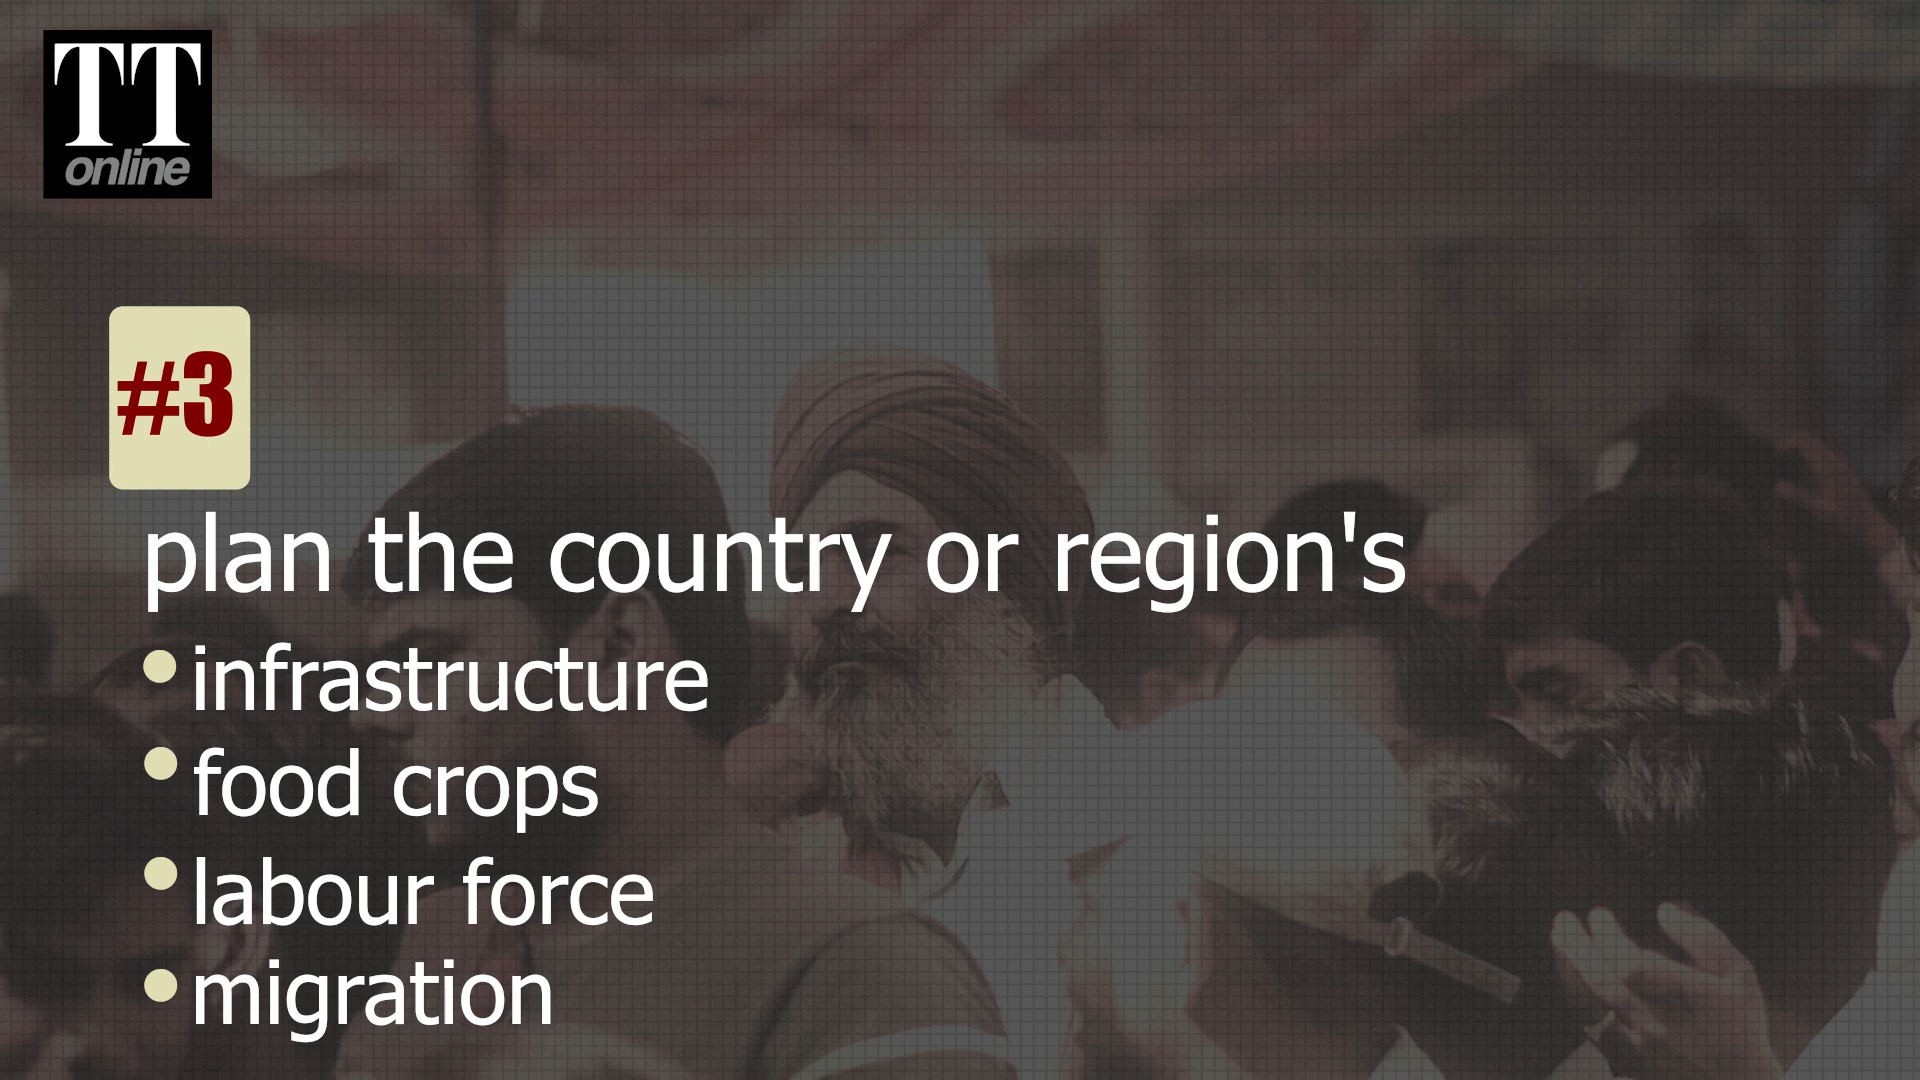 TT
online
#3
plan the country or region's
infrastructure
food crops
labour force
migration